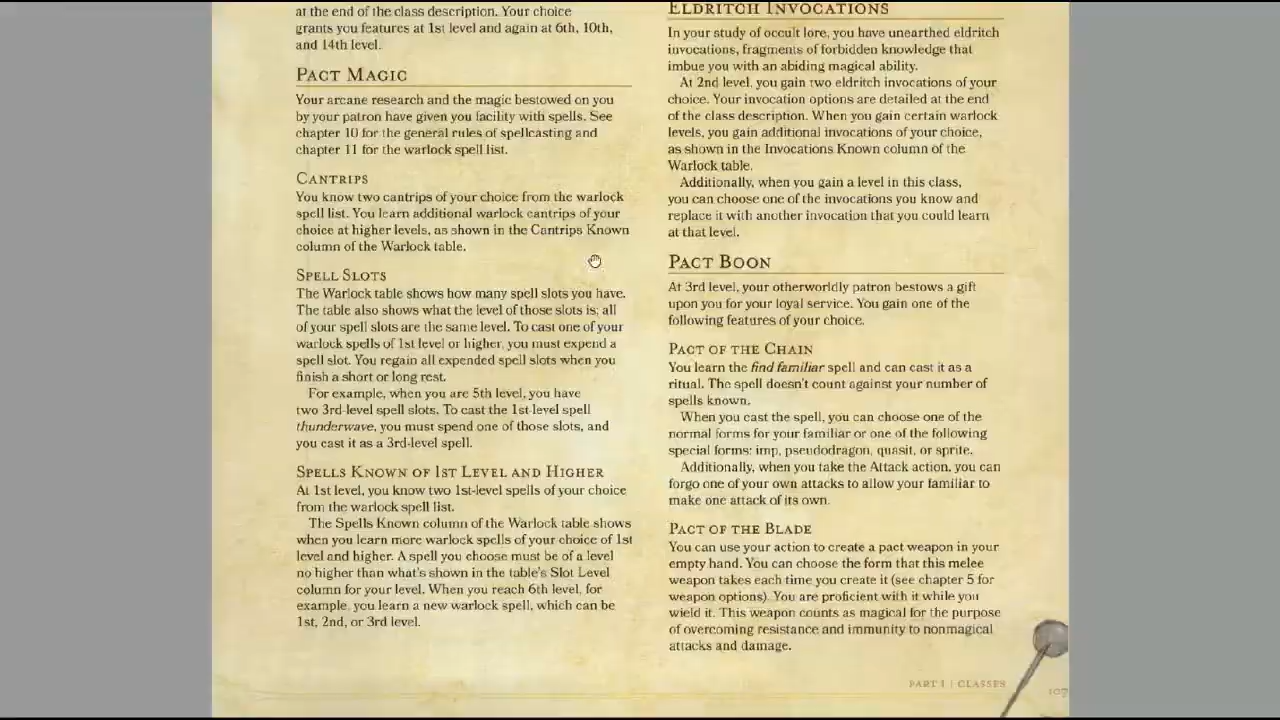 at the end of the class description. Your choice
grants you features at 1st level and again at 6th, 10th,
and 14th level.
PACT MAGIC
Your arcane research and the magic bestowed on you
by your patron have given you facility with spells. See
chapter 10 for the general rules of spellcasting and
chapter 11 for the warlock spell list.
CANTRIPS
You know two cantrips of your choice from the warlock
spell list. You learn additional warlock cantrips of your
choice at higher levels, as shown in the Cantrips Known
column of the Warlock table.
SPELL SLOTS
The Warlock table shows how many spell slots you have.
The table also shows what the level of those slots is; all
of your spell slots are the same level. To cast one of your
warlock spells of 1st level or higher, you must expend a
spell slot. You regain all expended spell slots when you
finish a short or long rest.
For example, when you are 5th level, you have
two 3rd-level spell slots. To cast the 1st-level spell
thunderwave, you must spend one of those slots, and
you cast it as a 3rd-level spell.
SPELLS KNOWN OF 1ST LEVEL AND HIGHER
At 1st level, you know two 1st-level spells of your choice
from the warlock spell list.
The Spells Known column of the Warlock table shows
when you learn more warlock spells of your choice of 1st
level and higher. A spell you choose must be of a level
no higher than what's shown in the table's Slot Level
column for your level. When you reach 6th level, for
example, you learn a new warlock spell, which can be
1st, 2nd, or 3rd level.
ELDRITCH INVOCATIONS
In your study of occult lore, you have unearthed eldritch
invocations, fragments of forbidden knowledge that
imbue you with an abiding magical ability.
At 2nd level, you gain two eldritch invocations of your
choice. Your invocation options are detailed at the end
of the class description. When you gain certain warlock
levels, you gain additional invocations of your choice,
as shown in the Invocations Known column of the
Warlock table.
Additionally, when you gain a level in this class,
you can choose one of the invocations you know and
replace it with another invocation that you could learn
at that level.
PACT BOON
At 3rd level, your otherworldly patron bestows a gift
upon you for your loyal service. You gain one of the
following features of your choice.
PACT OF THE CHAIN
You learn the find familiar spell and can cast it as a
ritual. The spell doesn't count against your number of
spells known.
When you cast the spell, you can choose one of the
normal forms for your familiar or one of the following
special forms: imp, pseudodragon, quasit, or sprite.
Additionally, when you take the Attack action, you can
forgo one of your own attacks to allow your familiar to
make one attack of its own.
PACT OF THE BLADE
You can use your action to create a pact weapon in your
empty hand. You can choose the form that this melee
weapon takes each time you create it (see chapter 5 for
weapon options). You are proficient with it while you
wield it. This weapon counts as magical for the purpose
of overcoming resistance and immunity to nonmagical
attacks and damage.
PART 1 | CLASSES
107